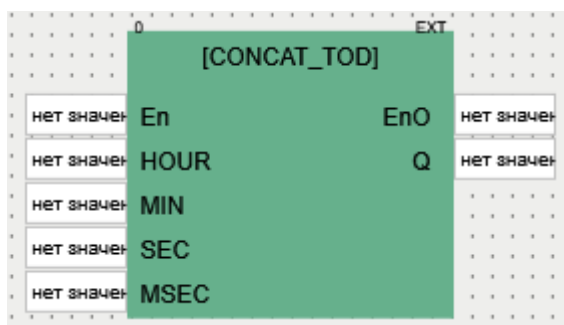 0 EXT
[CONCAT_TOD]
нет значен En EnO нет значен
нет значен HOUR Q нет значен
нет значен MIN
нет значен SEC
нет значен MSEC